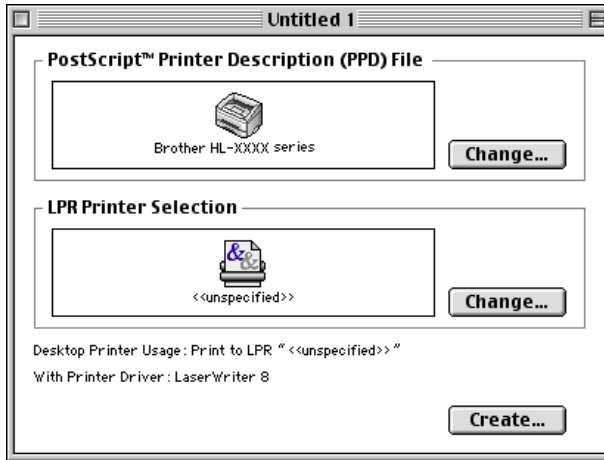 Untitled 1
PostScript™ Printer Description (PPD) File
Brother HL-XXXX series
Change...
LPR Printer Selection
<<unspecified>>
Change...
Desktop Printer Usage : Print to LPR “<<unspecified>>”
With Printer Driver : LaserWriter 8
Create...